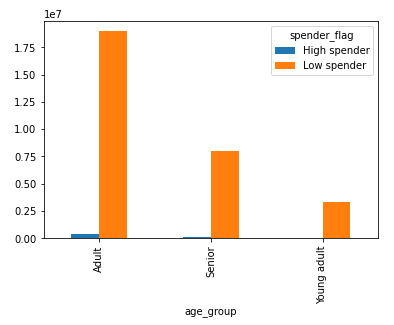 1e7
spender_flag
High spender
Low spender
1.75
1.50
1.25
1.00
0.75
0.50
0.25
0.00
Adult
Senior
Young adult
age_group